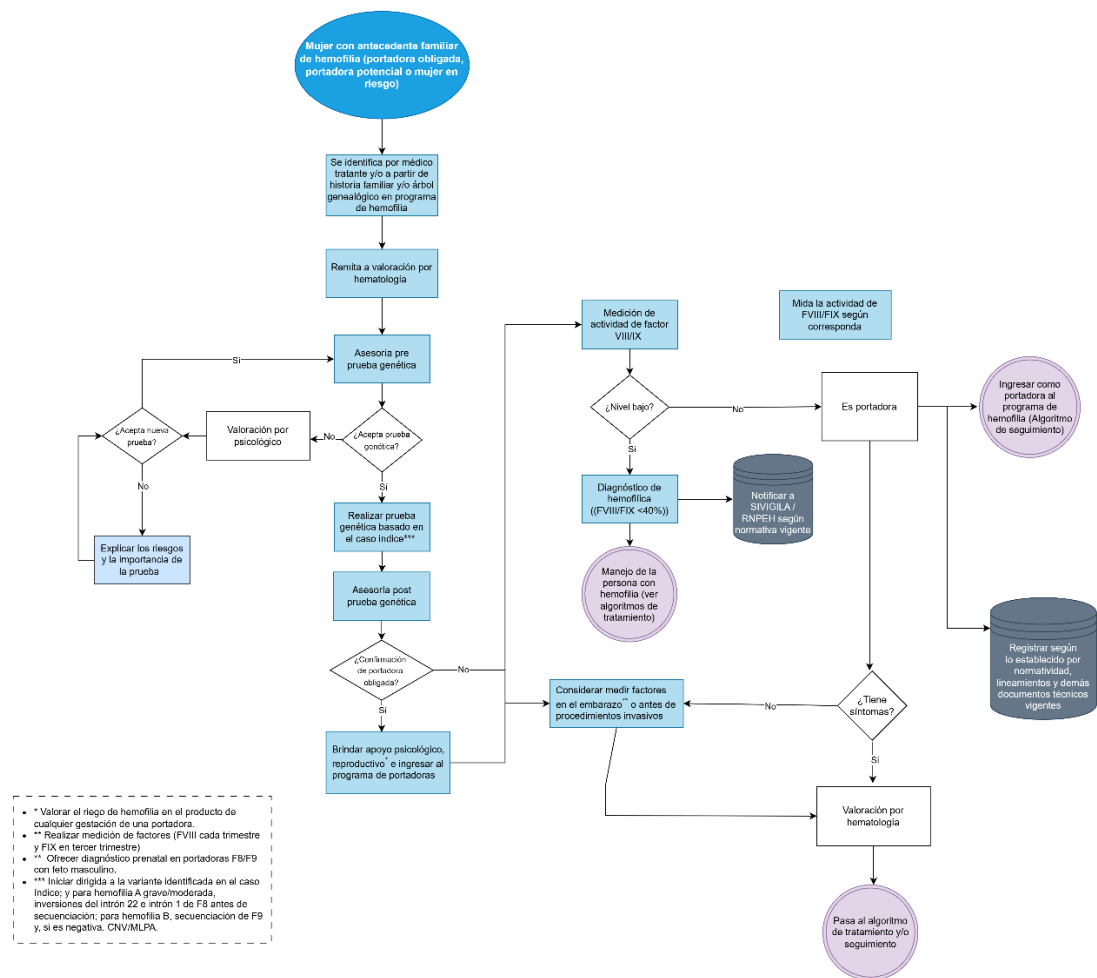 Mujer con antecedente familiar
de hemofilia (portadora obligada,
portadora potencial o mujer en
riesgo)
Se identifica por médico
tratante y/o a partir de
historia familiar y/o árbol
genealógico en programa
de hemofilia
Remita a valoración por
hematología
Asesoría pre
prueba genética
Sí
¿Acepta nueva
prueba?
Valoración por
psicológico
No
¿Acepta prueba
genética?
No
Sí
Explicar los riesgos
y la importancia de
la prueba
Realizar prueba
genética basado en
el caso índice***
Asesoría post
prueba genética
¿Confirmación
de portadora
obligada?
No
Sí
Brindar apoyo psicológico,
reproductivo* e ingresar al
programa de portadoras
Medición de
actividad de factor
VIII/IX
Mida la actividad de
FVIII/FIX según
corresponda
¿Nivel bajo?
No
Es portadora
Ingresar como
portadora al
programa de
hemofilia (Algoritmo
de seguimiento)
Sí
Diagnóstico de
hemofilica
((FVIII/FIX <40%))
Notificar a
SIVIGILA /
RNPEH según
normativa vigente
Manejo de la
persona con
hemofilia (ver
algoritmos de
tratamiento)
Registrar según
lo establecido por
normatividad,
lineamientos y demás
documentos técnicos
vigentes
Considerar medir factores
en el embarazo** o antes de
procedimientos invasivos
No
¿Tiene
síntomas?
Sí
Valoración por
hematología
Pasa al algoritmo
de tratamiento y/o
seguimiento
• * Valorar el riego de hemofilia en el producto de
cualquier gestación de una portadora.
• ** Realizar medición de factores (FVIII cada trimestre
y FIX en tercer trimestre)
• ** Ofrecer diagnóstico prenatal en portadoras F8/F9
con feto masculino.
• *** Iniciar dirigida a la variante identificada en el caso
índice; y para hemofilia A grave/moderada,
inversiones del intrón 22 e intrón 1 de F8 antes de
secuenciación; para hemofilia B, secuenciación de F9
y, si es negativa. CNV/MLPA.